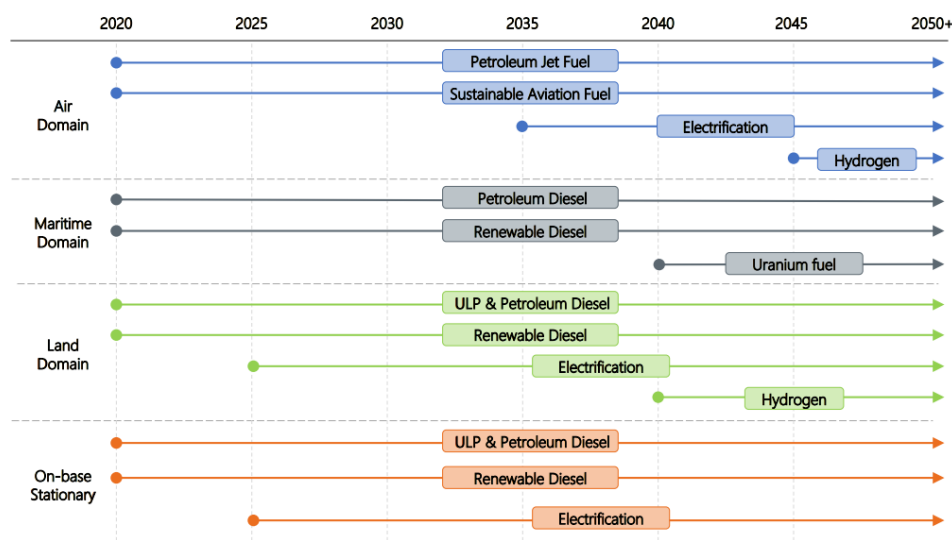 2020 2025 2030 2035 2040 2045 2050+
Petroleum Jet Fuel
Sustainable Aviation Fuel
Air
Domain
Electrification
Hydrogen
Petroleum Diesel
Maritime
Domain
Renewable Diesel
Uranium fuel
ULP & Petroleum Diesel
Renewable Diesel
Land
Domain
Electrification
Hydrogen
ULP & Petroleum Diesel
On-base
Stationary
Renewable Diesel
Electrification